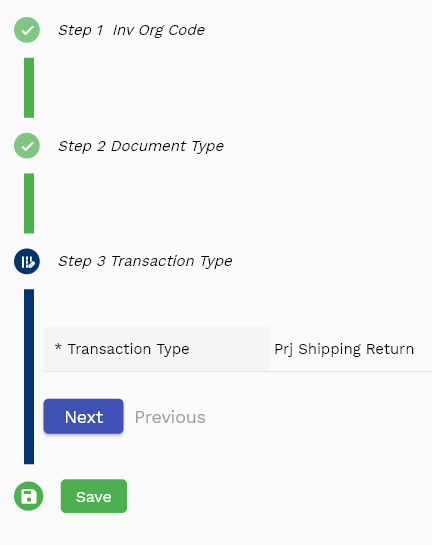 Step 1 Inv Org Code
Step 2 Document Type
Step 3 Transaction Type
* Transaction Type Prj Shipping Return
Next Previous
Save